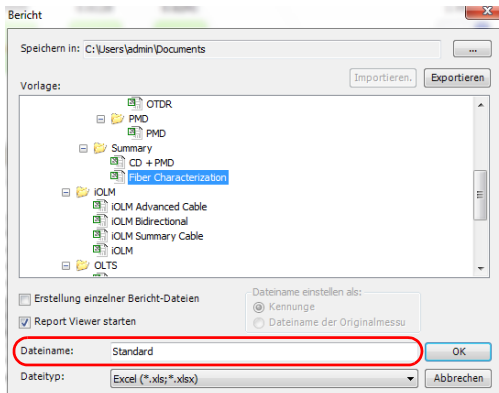 Bericht
Speichern in: C:\Users\admin\Documents
...
Importieren. Exportieren
Vorlage:
OTDR
PMD
PMD
Summary
CD + PMD
Fiber Characterization
iOLM
iOLM Advanced Cable
iOLM Bidirectional
iOLM Summary Cable
iOLM
OLTS
Erstellung einzelner Bericht-Dateien
Report Viewer starten
Dateiname einstellen als:
Kennunge
Dateiname der Originalmessu
Dateiname: Standard
OK
Dateityp: Excel (*.xls;*.xlsx)
Abbrechen